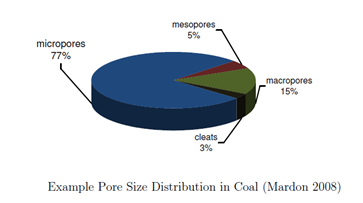 mesopores
5%
micropores
77%
macropores
15%
cleats
3%
Example Pore Size Distribution in Coal (Mardon 2008)